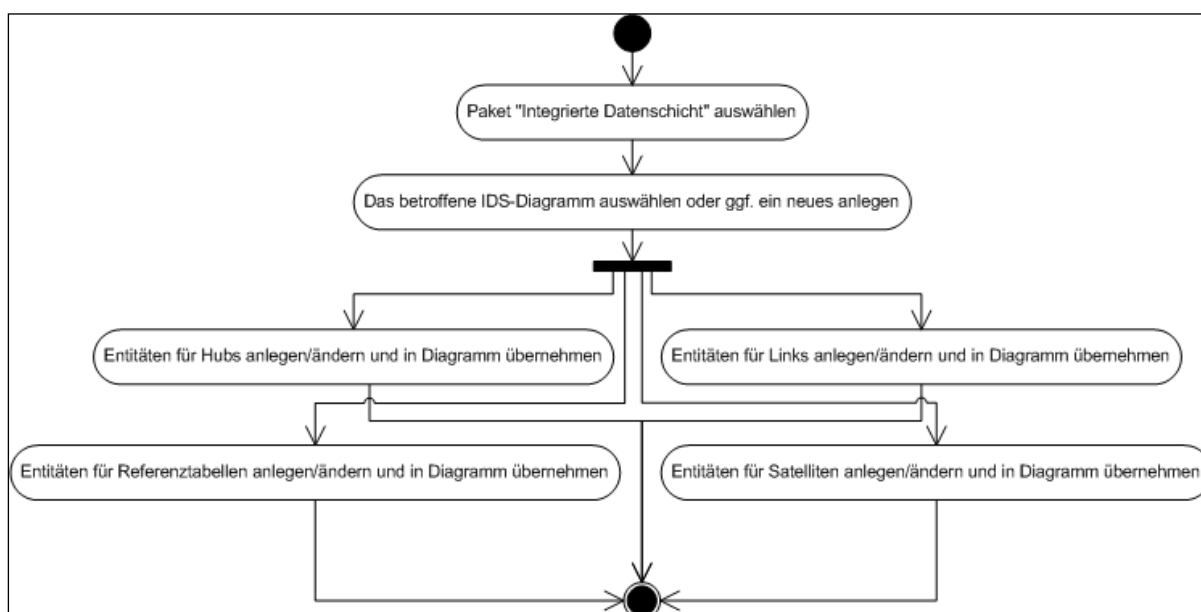 Paket "Integrierte Datenschicht" auswählen
Das betroffene IDS-Diagramm auswählen oder ggf. ein neues anlegen
Entitäten für Hubs anlegen/ändern und in Diagramm übernehmen
Entitäten für Links anlegen/ändern und in Diagramm übernehmen
Entitäten für Referenztabellen anlegen/ändern und in Diagramm übernehmen
Entitäten für Satelliten anlegen/ändern und in Diagramm übernehmen